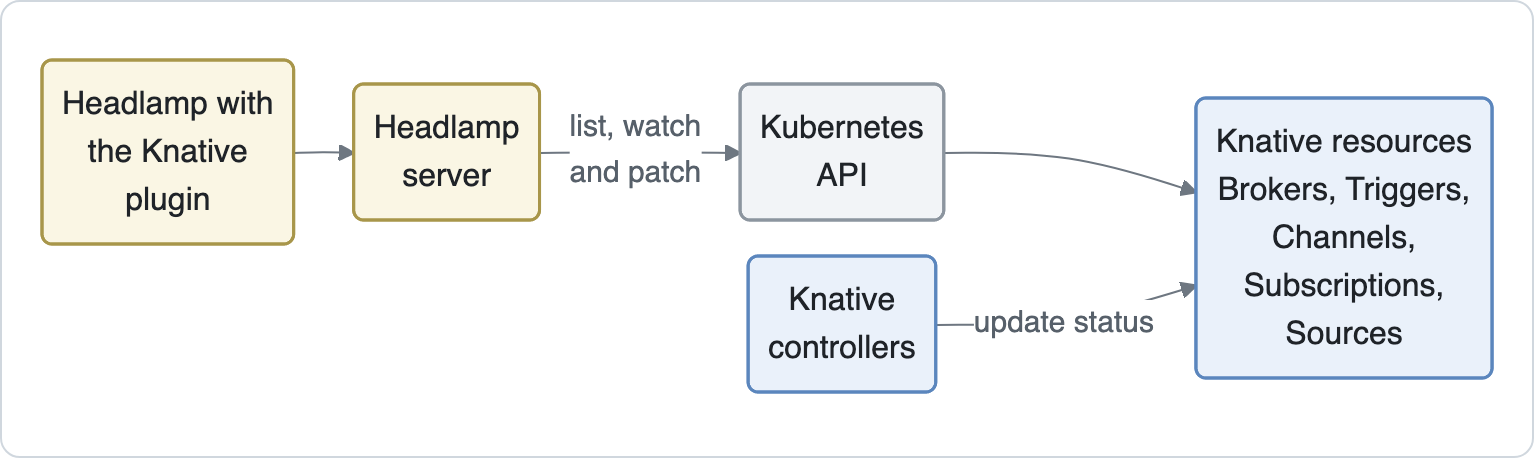 Headlamp with
the Knative
plugin
Headlamp
server
list, watch
and patch
Kubernetes
API
Knative
controllers
update status
Knative resources
Brokers, Triggers,
Channels,
Subscriptions,
Sources